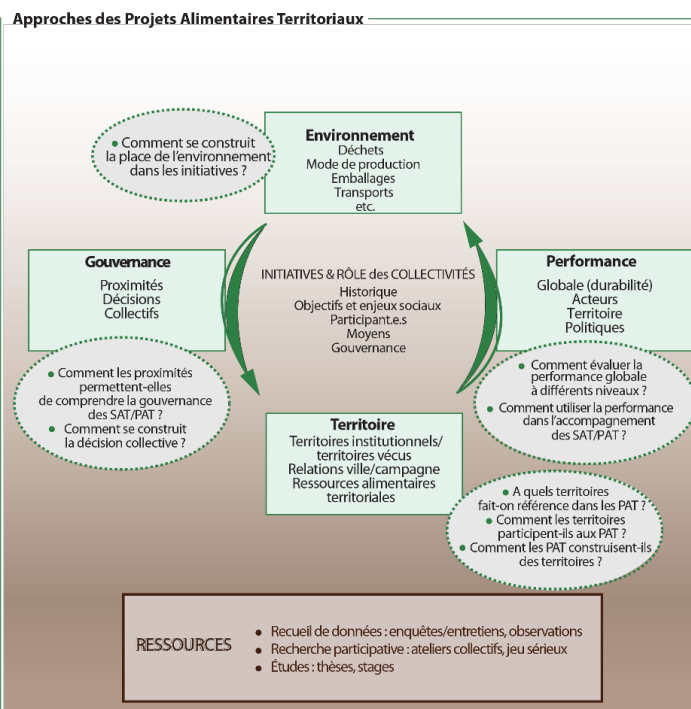 Approches des Projets Alimentaires Territoriaux
• Comment se construit
la place de l'environnement
dans les initiatives ?
Environnement
Déchets
Mode de production
Emballages
Transports
etc.
Gouvernance
Proximités
Décisions
Collectifs
INITIATIVES & RÔLE des COLLECTIVITÉS
Historique
Objectifs et enjeux sociaux
Participant.e.s
Moyens
Gouvernance
Performance
Globale (durabilité)
Acteurs
Territoire
Politiques
• Comment les proximités
permettent-elles
de comprendre la gouvernance
des SAT/PAT ?
• Comment se construit
la décision collective ?
• Comment évaluer la
performance globale
à différents niveaux ?
• Comment utiliser la performance
dans l'accompagnement
des SAT/PAT ?
Territoire
Territoires institutionnels/
territoires vécus
Relations ville/campagne
Ressources alimentaires
territoriales
• A quels territoires
fait-on référence dans les PAT ?
• Comment les territoires
participent-ils aux PAT ?
• Comment les PAT construisent-ils
des territoires ?
RESSOURCES
• Recueil de données : enquêtes/entretiens, observations
• Recherche participative : ateliers collectifs, jeu sérieux
• Études : thèses, stages